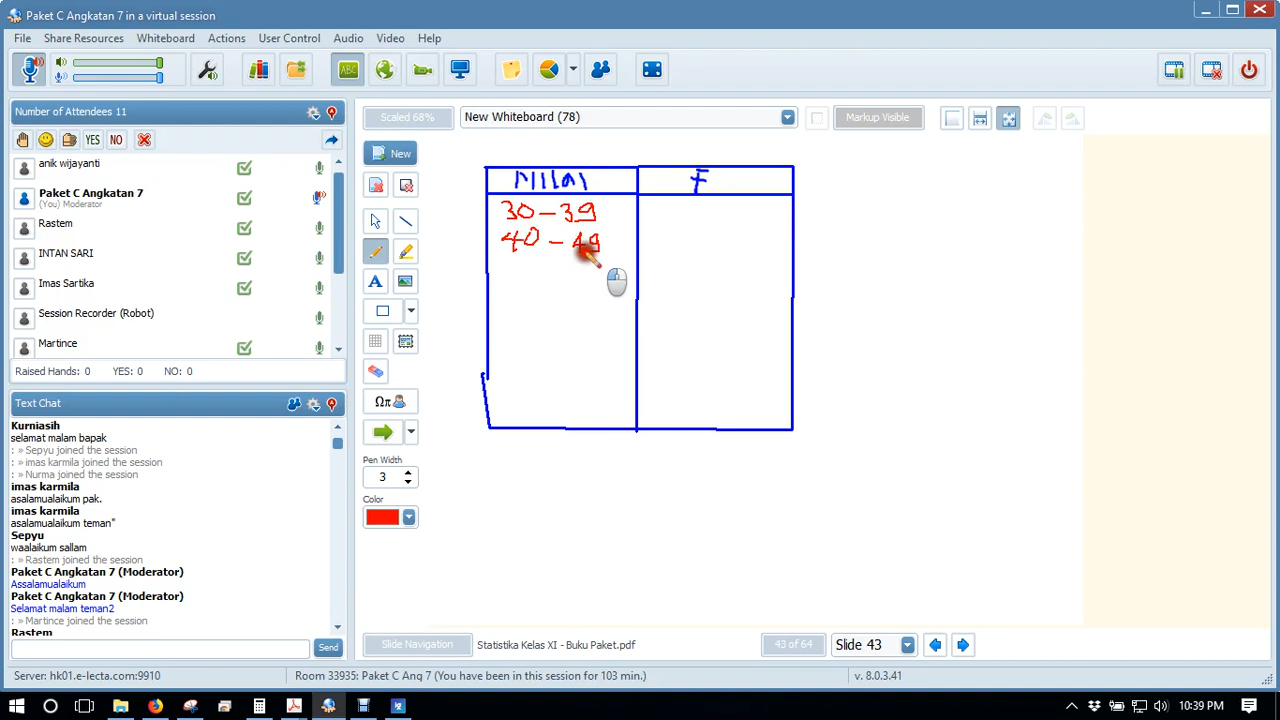 Paket C Angkatan 7 in a virtual session
File Share Resources Whiteboard Actions User Control Audio Video Help
ABC
Number of Attendees 11
YES NO
anik wijayanti
Paket C Angkatan 7
(You) Moderator
Rastem
INTAN SARI
Imas Sartika
Session Recorder (Robot)
Martince
Raised Hands: 0 YES: 0 NO: 0
Text Chat
Kurniasih
selamat malam bapak
: » Sepyu joined the session
: » imas karmila joined the session
: » Nurma joined the session
imas karmila
asalamualaikum pak.
imas karmila
asalamualaikum teman"
Sepyu
waalaikum sallam
: » Rastem joined the session
Paket C Angkatan 7 (Moderator)
Assalamualaikum
Paket C Angkatan 7 (Moderator)
Selamat malam teman2
: » Martince joined the session
Rastem
Send
Scaled 68% New Whiteboard (78) Markup Visible
New
A
Ωπ
Pen Width
3
Color
Nilai F
30 – 39
40 – 49
Slide Navigation Statistika Kelas XI - Buku Paket.pdf 43 of 64 Slide 43
Server: hk01.e-lecta.com:9910 Room 33935: Paket C Ang 7 (You have been in this session for 103 min.) v. 8.0.3.41
10:39 PM